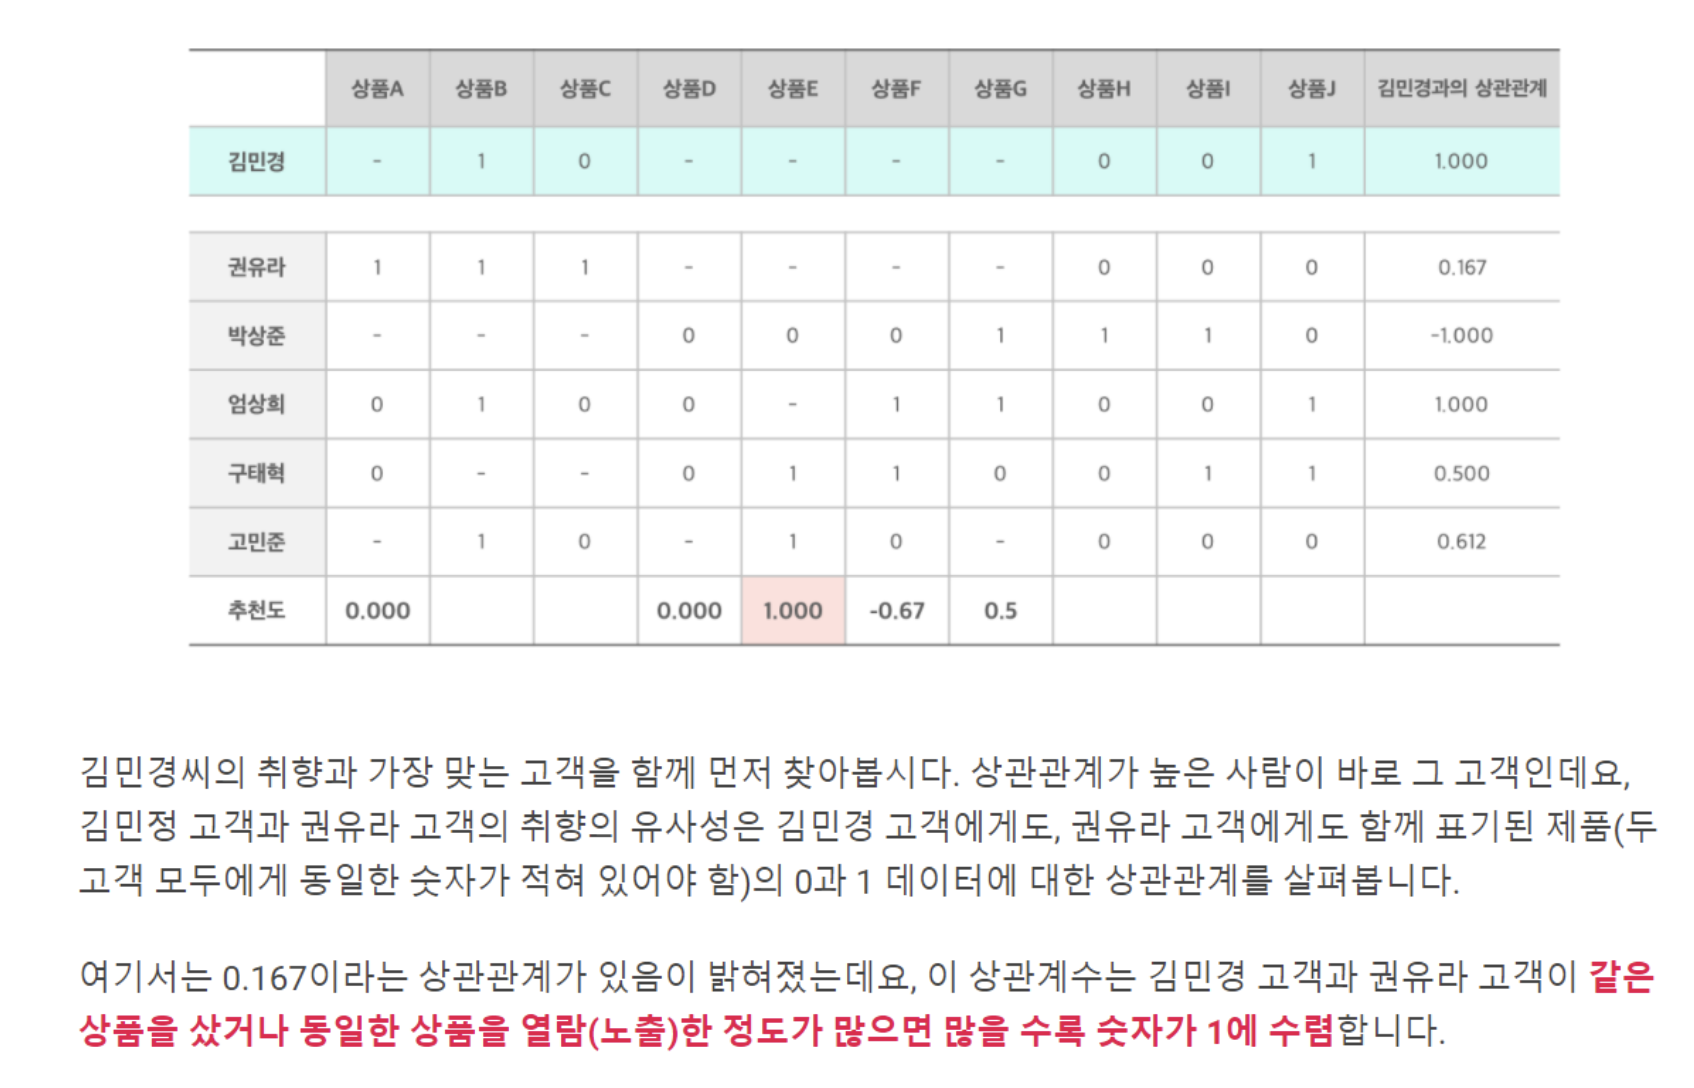 상품A 상품B 상품C 상품D 상품E 상품F 상품G 상품H 상품I 상품J 김민경과의 상관관계
김민경 - 1 0 - - - - 0 0 1 1.000
권유라 1 1 1 - - - - 0 0 0 0.167
박상준 - - - 0 0 0 1 1 1 0 -1.000
엄상희 0 1 0 0 - 1 1 0 0 1 1.000
구태혁 0 - - 0 1 1 0 0 1 1 0.500
고민준 - 1 0 - 1 0 - 0 0 0 0.612
추천도 0.000 0.000 1.000 -0.67 0.5
김민경씨의 취향과 가장 맞는 고객을 함께 먼저 찾아봅시다. 상관관계가 높은 사람이 바로 그 고객인데요,
김민정 고객과 권유라 고객의 취향의 유사성은 김민경 고객에게도, 권유라 고객에게도 함께 표기된 제품(두
고객 모두에게 동일한 숫자가 적혀 있어야 함)의 0과 1 데이터에 대한 상관관계를 살펴봅니다.
여기서는 0.167이라는 상관관계가 있음이 밝혀졌는데요, 이 상관계수는 김민경 고객과 권유라 고객이 같은
상품을 샀거나 동일한 상품을 열람(노출)한 정도가 많으면 많을 수록 숫자가 1에 수렴합니다.